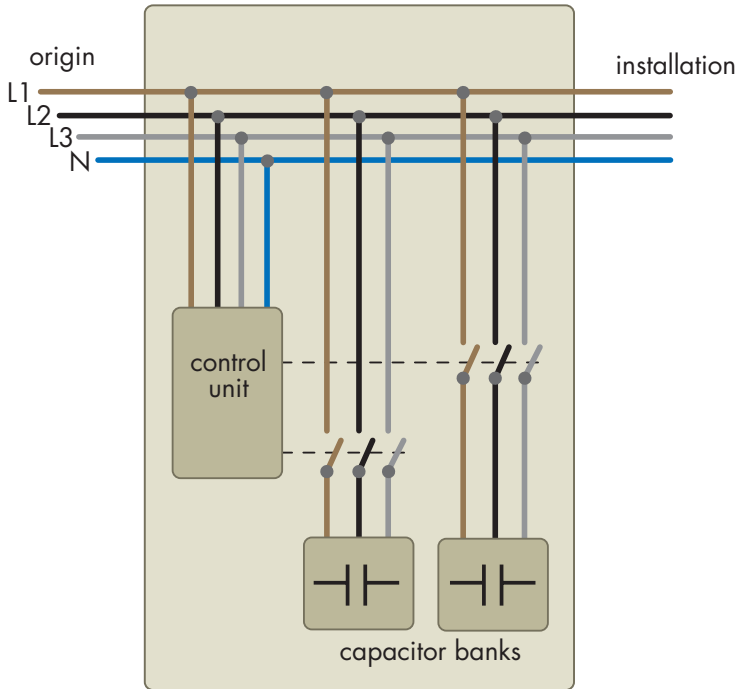 origin
installation
L1
L2
L3
N
control
unit
capacitor banks